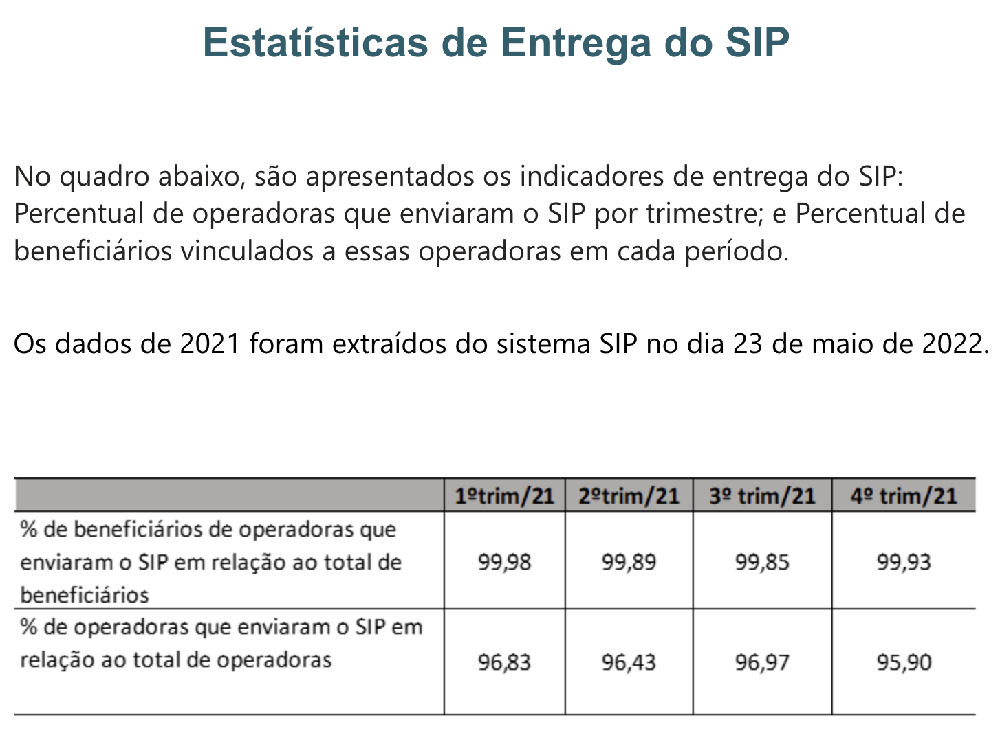 Estatísticas de Entrega do SIP
No quadro abaixo, são apresentados os indicadores de entrega do SIP:
Percentual de operadoras que enviaram o SIP por trimestre; e Percentual de
beneficiários vinculados a essas operadoras em cada período.
Os dados de 2021 foram extraídos do sistema SIP no dia 23 de maio de 2022.
1ºtrim/21 2ºtrim/21 3º trim/21 4º trim/21
% de beneficiários de operadoras que
enviaram o SIP em relação ao total de 99,98 99,89 99,85 99,93
beneficiários
% de operadoras que enviaram o SIP em
relação ao total de operadoras 96,83 96,43 96,97 95,90